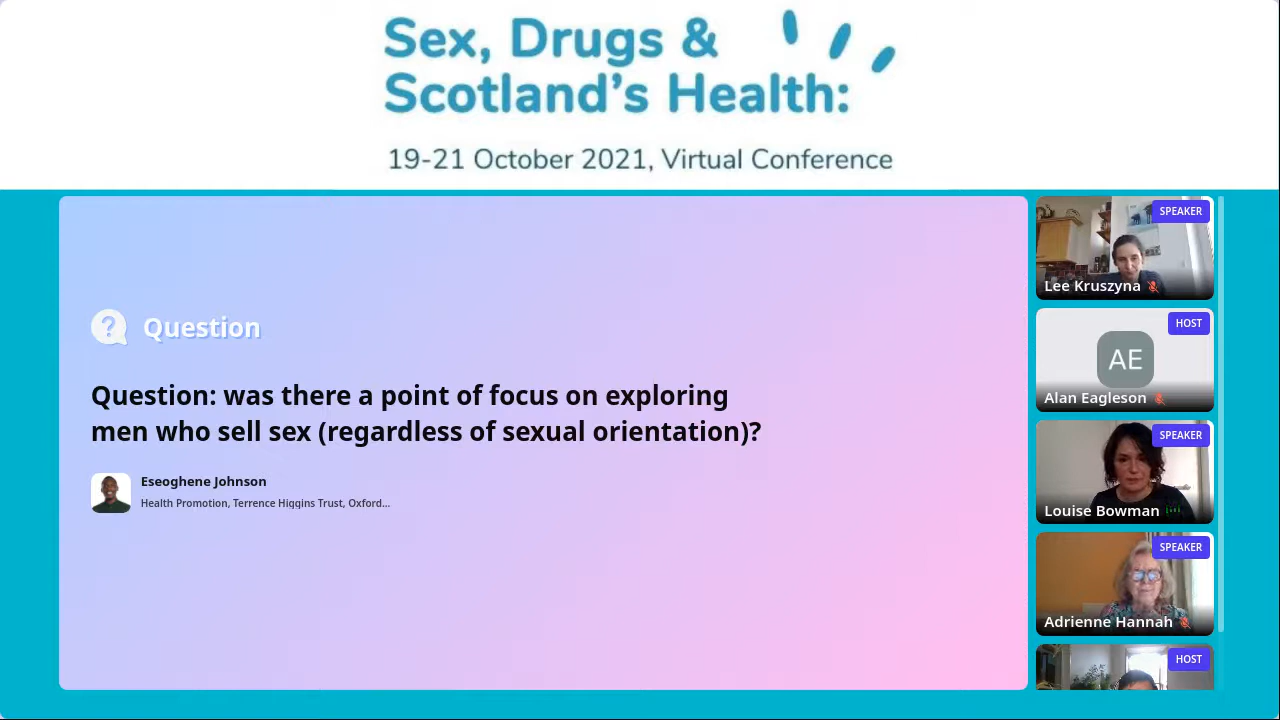 Sex, Drugs &
Scotland's Health:
19-21 October 2021, Virtual Conference
? Question
Question: was there a point of focus on exploring
men who sell sex (regardless of sexual orientation)?
Eseoghene Johnson
Health Promotion, Terrence Higgins Trust, Oxford...
SPEAKER
Lee Kruszyna
HOST
AE
Alan Eagleson
SPEAKER
Louise Bowman
SPEAKER
Adrienne Hannah
HOST